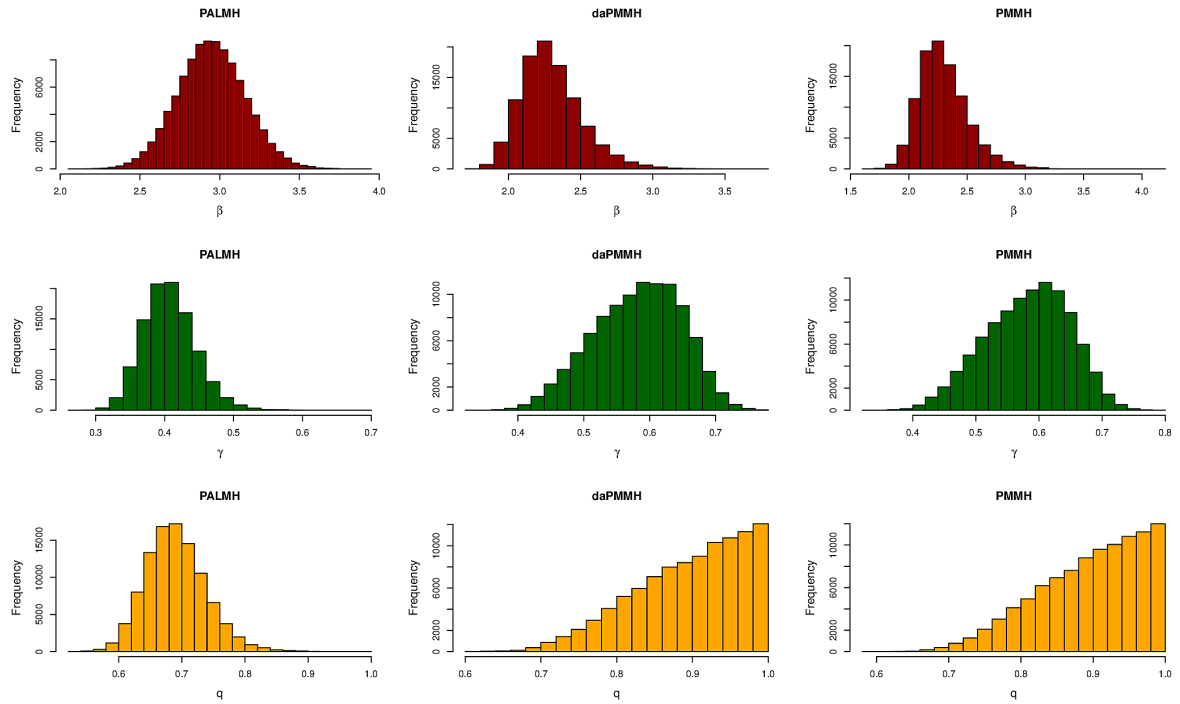 PALMH
Frequency
0 2000 6000
2.0 2.5 3.0 3.5 4.0
β
daPMMH
Frequency
0 5000 15000
2.0 2.5 3.0 3.5
β
PMMH
Frequency
0 5000 15000
1.5 2.0 2.5 3.0 3.5 4.0
β
PALMH
Frequency
0 5000 15000
0.3 0.4 0.5 0.6 0.7
γ
daPMMH
Frequency
0 2000 6000 10000
0.4 0.5 0.6 0.7
γ
PMMH
Frequency
0 2000 6000 10000
0.4 0.5 0.6 0.7 0.8
γ
PALMH
Frequency
0 5000 10000 15000
0.6 0.7 0.8 0.9 1.0
q
daPMMH
Frequency
0 2000 6000 10000
0.6 0.7 0.8 0.9 1.0
q
PMMH
Frequency
0 2000 6000 10000
0.6 0.7 0.8 0.9 1.0
q